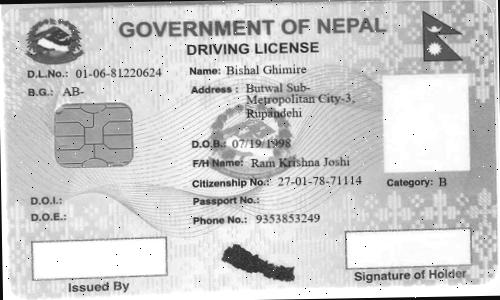 GOVERNMENT OF NEPAL
DRIVING LICENSE
D.L.No.: 01-06-81220624
B.G.: AB-
Name: Bishal Ghimire
Address : Butwal Sub-
Metropolitan City-3,
Rupandehi
D.O.B.: 07/19/1998
F/H Name: Ram Krishna Joshi
Citizenship No.: 27-01-78-71114
Passport No.:
Phone No.: 9353853249
Category: B
D.O.I.:
D.O.E.:
Issued By
Signature of Holder